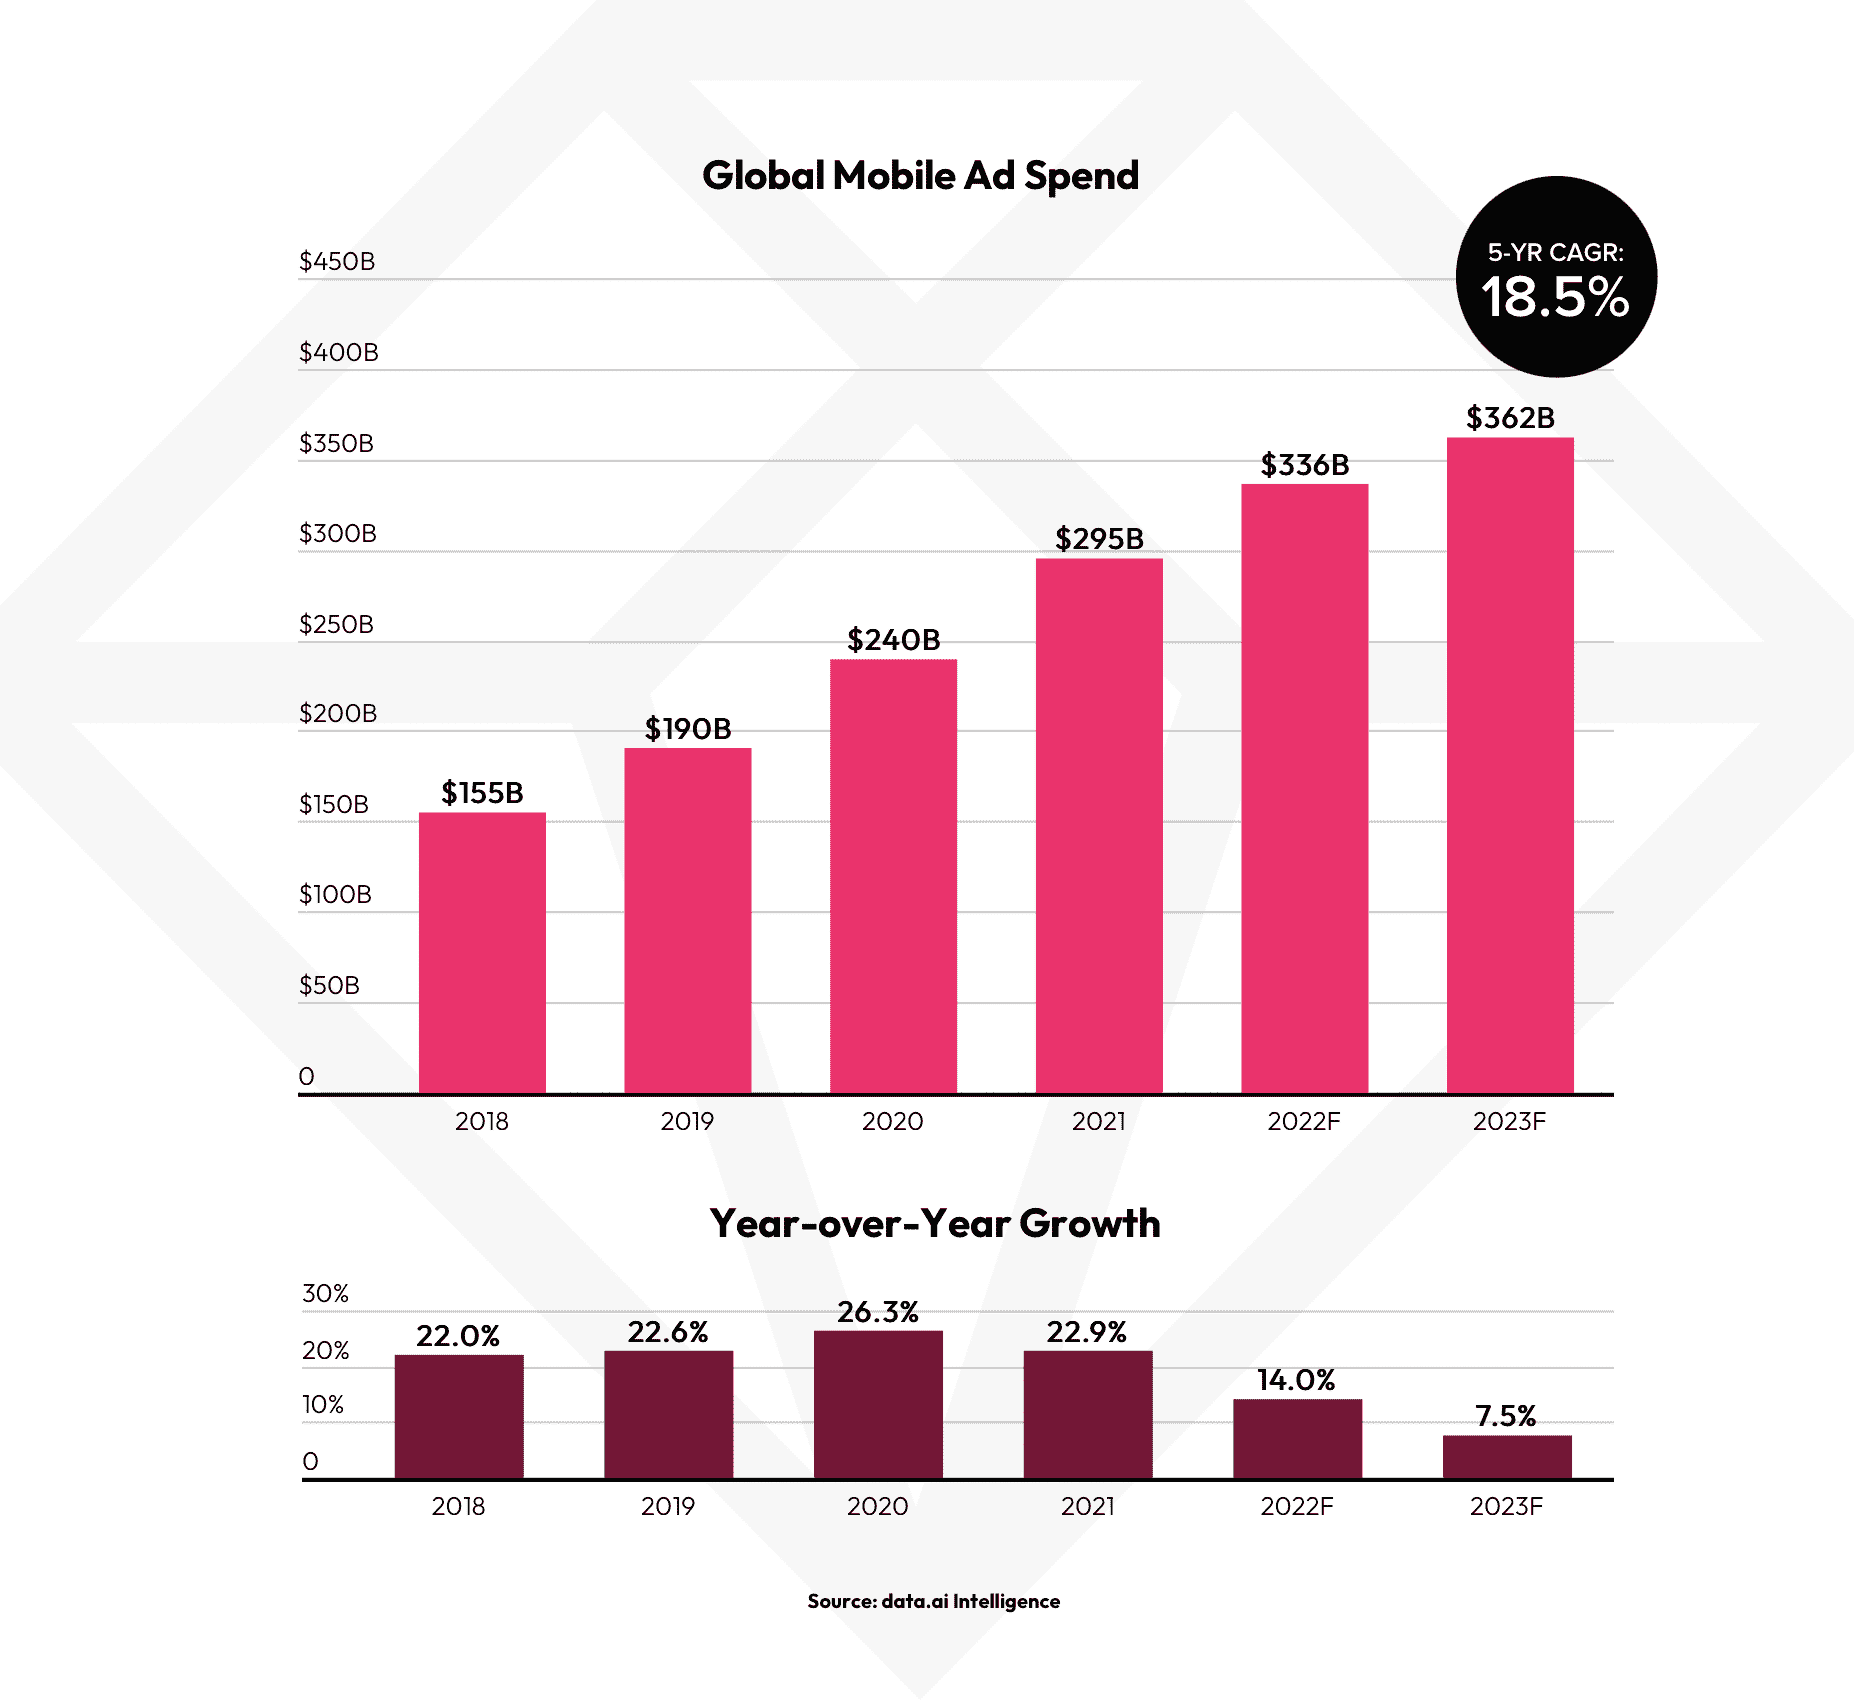 Global Mobile Ad Spend
5-YR CAGR:
18.5%
$450B
$400B
$350B
$300B
$250B
$200B
$150B
$100B
$50B
0
$155B
$190B
$240B
$295B
$336B
$362B
2018 2019 2020 2021 2022F 2023F
Year-over-Year Growth
30%
20%
10%
0
22.0%
22.6%
26.3%
22.9%
14.0%
7.5%
2018 2019 2020 2021 2022F 2023F
Source: data.ai Intelligence